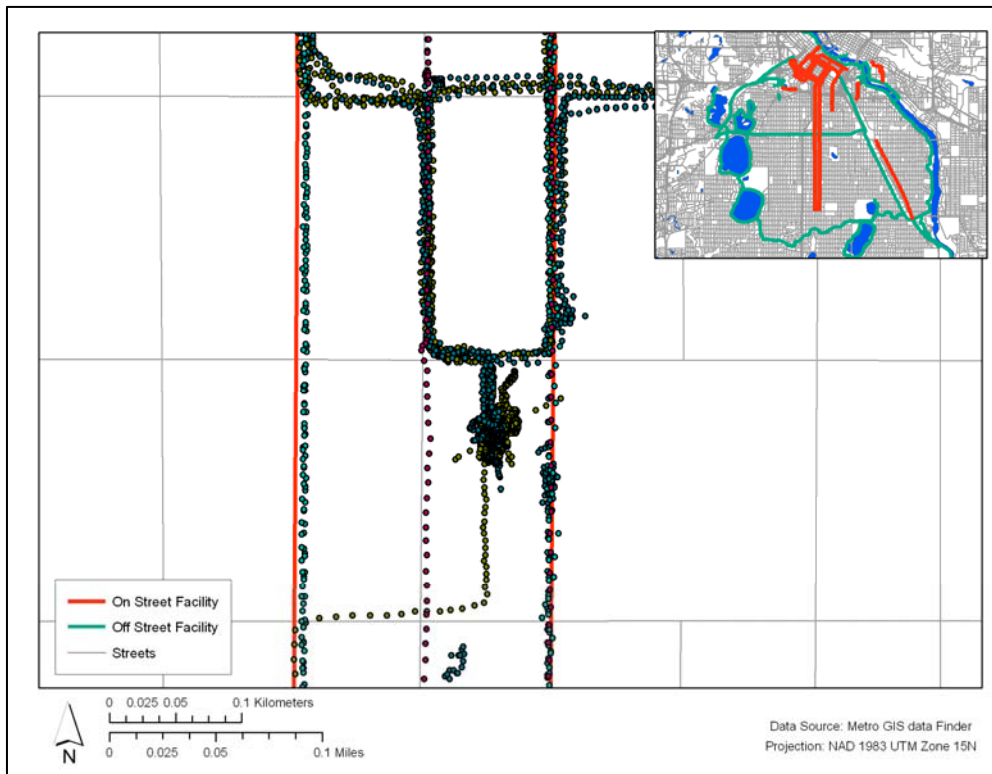 On Street Facility
Off Street Facility
Streets
0 0.025 0.05 0.1 Kilometers
0 0.025 0.05 0.1 Miles
N
Data Source: Metro GIS data Finder
Projection: NAD 1983 UTM Zone 15N